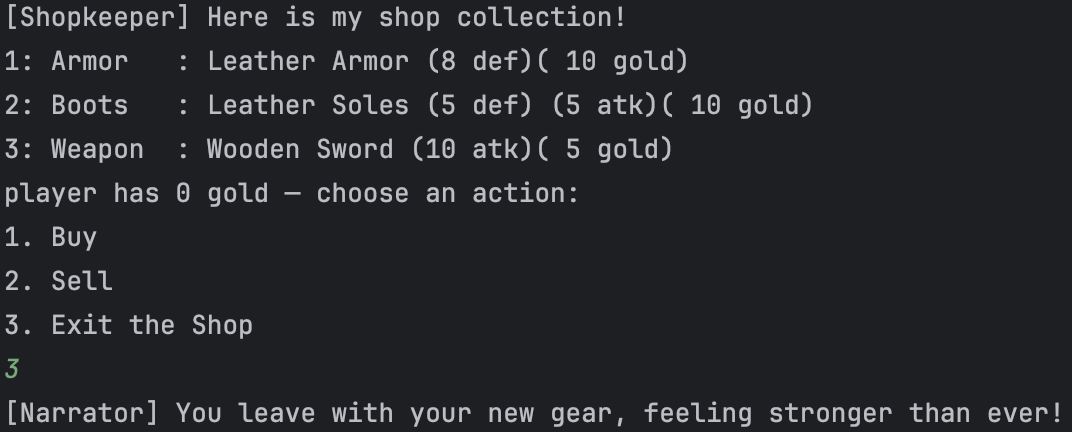 [Shopkeeper] Here is my shop collection!
1: Armor   : Leather Armor (8 def)( 10 gold)
2: Boots   : Leather Soles (5 def) (5 atk)( 10 gold)
3: Weapon  : Wooden Sword (10 atk)( 5 gold)
player has 0 gold — choose an action:
1. Buy
2. Sell
3. Exit the Shop
3
[Narrator] You leave with your new gear, feeling stronger than ever!